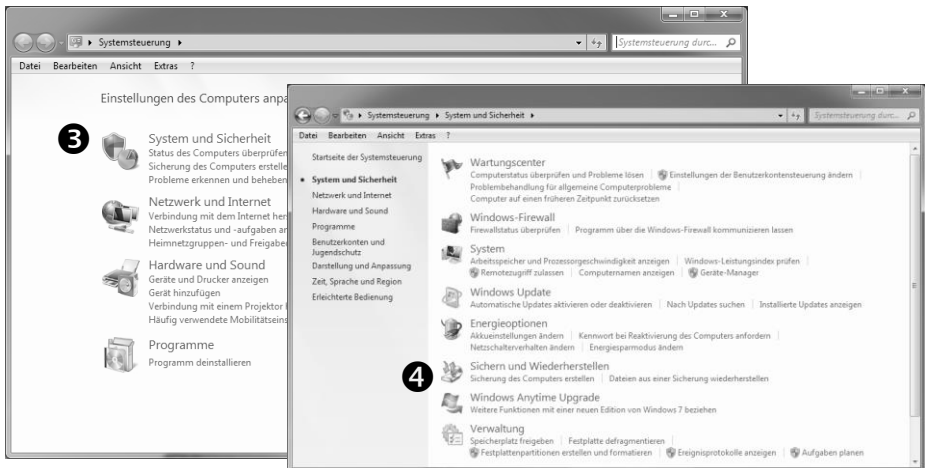 Systemsteuerung
Systemsteuerung durc...
Datei Bearbeiten Ansicht Extras ?
Einstellungen des Computers anpa
3
System und Sicherheit
Status des Computers überprüfen
Sicherung des Computers erstelle
Probleme erkennen und beheben
Netzwerk und Internet
Verbindung mit dem Internet her
Netzwerkstatus und -aufgaben an
Heimnetzgruppen- und Freigabe
Hardware und Sound
Geräte und Drucker anzeigen
Gerät hinzufügen
Verbindung mit einem Projektor
Häufig verwendete Mobilitätseins
Programme
Programm deinstallieren
Systemsteuerung System und Sicherheit
Systemsteuerung durc...
Datei Bearbeiten Ansicht Extras ?
Startseite der Systemsteuerung
System und Sicherheit
Netzwerk und Internet
Hardware und Sound
Programme
Benutzerkonten und
Jugendschutz
Darstellung und Anpassung
Zeit, Sprache und Region
Erleichterte Bedienung
Wartungscenter
Computerstatus überprüfen und Probleme lösen Einstellungen der Benutzerkontensteuerung ändern
Problembehandlung für allgemeine Computerprobleme
Computer auf einen früheren Zeitpunkt zurücksetzen
Windows-Firewall
Firewallstatus überprüfen Programm über die Windows-Firewall kommunizieren lassen
System
Arbeitsspeicher und Prozessorgeschwindigkeit anzeigen Windows-Leistungsindex prüfen
Remotezugriff zulassen Computernamen anzeigen Geräte-Manager
Windows Update
Automatische Updates aktivieren oder deaktivieren Nach Updates suchen Installierte Updates anzeigen
Energieoptionen
Akkueinstellungen ändern Kennwort bei Reaktivierung des Computers anfordern
Netzschalterverhalten ändern Energiesparmodus ändern
4
Sichern und Wiederherstellen
Sicherung des Computers erstellen Dateien aus einer Sicherung wiederherstellen
Windows Anytime Upgrade
Weitere Funktionen mit einer neuen Edition von Windows 7 beziehen
Verwaltung
Speicherplatz freigeben Festplatte defragmentieren
Festplattenpartitionen erstellen und formatieren Ereignisprotokolle anzeigen Aufgaben planen